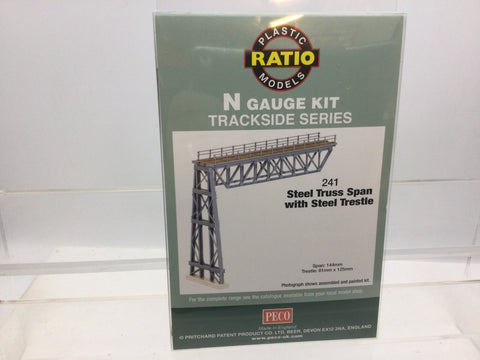 PLASTIC
RATIO
MODELS
N GAUGE KIT
TRACKSIDE SERIES
241
Steel Truss Span
with Steel Trestle
Span: 144mm
Trestle: 61mm x 125mm
Photograph shows assembled and painted kit.
For the complete range see the catalogue available from your local model shop.
PECO
Made in England
© PRITCHARD PATENT PRODUCT CO. LTD. BEER, DEVON EX12 3NA, ENGLAND
www.peco-uk.com